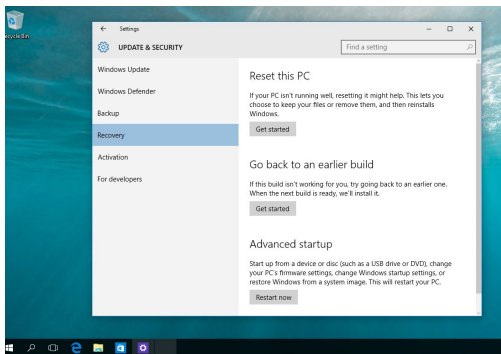 Settings
UPDATE & SECURITY
Find a setting
Windows Update
Windows Defender
Backup
Recovery
Activation
For developers
Reset this PC
If your PC isn't running well, resetting it might help. This lets you
choose to keep your files or remove them, and then reinstalls
Windows.
Get started
Go back to an earlier build
If this build isn't working for you, try going back to an earlier one.
When the next build is ready, we'll install it.
Get started
Advanced startup
Start up from a device or disc (such as a USB drive or DVD), change
your PC's firmware settings, change Windows startup settings, or
restore Windows from a system image. This will restart your PC.
Restart now
ecycle Bin